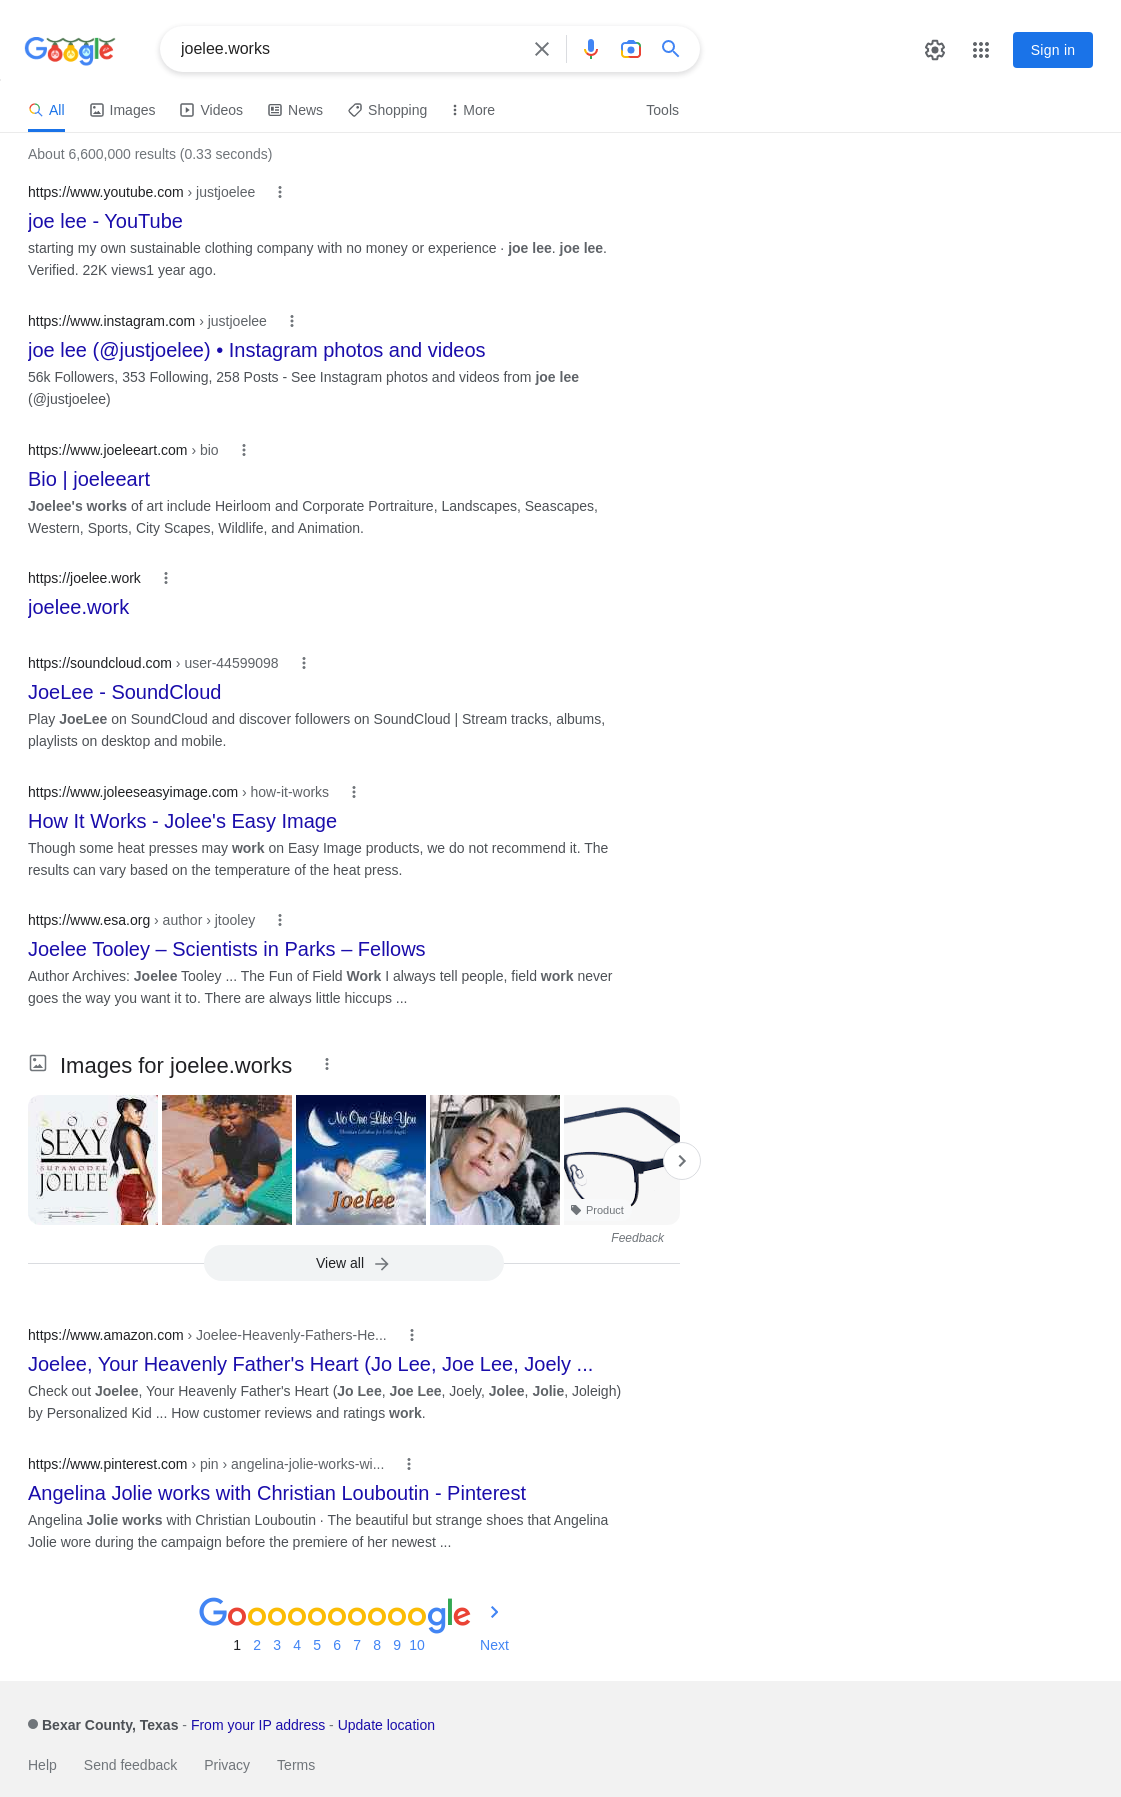 Google
joelee.works
Sign in
All Images Videos News Shopping More Tools
About 6,600,000 results (0.33 seconds)
https://www.youtube.com › justjoelee
joe lee - YouTube
starting my own sustainable clothing company with no money or experience · joe lee. joe lee.
Verified. 22K views1 year ago.
https://www.instagram.com › justjoelee
joe lee (@justjoelee) • Instagram photos and videos
56k Followers, 353 Following, 258 Posts - See Instagram photos and videos from joe lee
(@justjoelee)
https://www.joeleeart.com › bio
Bio | joeleeart
Joelee's works of art include Heirloom and Corporate Portraiture, Landscapes, Seascapes,
Western, Sports, City Scapes, Wildlife, and Animation.
https://joelee.work
joelee.work
https://soundcloud.com › user-44599098
JoeLee - SoundCloud
Play JoeLee on SoundCloud and discover followers on SoundCloud | Stream tracks, albums,
playlists on desktop and mobile.
https://www.joleeseasyimage.com › how-it-works
How It Works - Jolee's Easy Image
Though some heat presses may work on Easy Image products, we do not recommend it. The
results can vary based on the temperature of the heat press.
https://www.esa.org › author › jtooley
Joelee Tooley – Scientists in Parks – Fellows
Author Archives: Joelee Tooley ... The Fun of Field Work I always tell people, field work never
goes the way you want it to. There are always little hiccups ...
Images for joelee.works
SOO
SEXY
SUPAMODEL
JOELEE
No One Like You
Christian Lullabies for Little Angels
Joelee
Product
Feedback
View all
https://www.amazon.com › Joelee-Heavenly-Fathers-He...
Joelee, Your Heavenly Father's Heart (Jo Lee, Joe Lee, Joely ...
Check out Joelee, Your Heavenly Father's Heart (Jo Lee, Joe Lee, Joely, Jolee, Jolie, Joleigh)
by Personalized Kid ... How customer reviews and ratings work.
https://www.pinterest.com › pin › angelina-jolie-works-wi...
Angelina Jolie works with Christian Louboutin - Pinterest
Angelina Jolie works with Christian Louboutin · The beautiful but strange shoes that Angelina
Jolie wore during the campaign before the premiere of her newest ...
Goooooooooogle
1 2 3 4 5 6 7 8 9 10 Next
Bexar County, Texas - From your IP address - Update location
Help Send feedback Privacy Terms